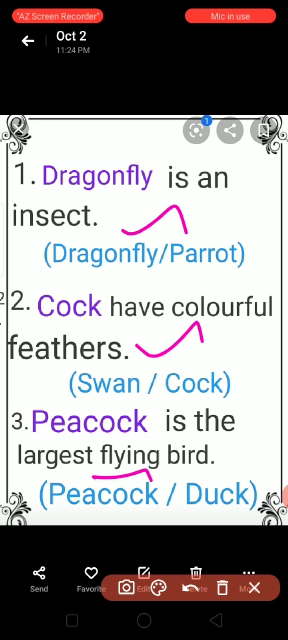 "AZ Screen Recorder"
Mic in use
Oct 2
11:24 PM
1
1. Dragonfly is an
insect.
(Dragonfly/Parrot)
2. Cock have colourful
feathers.
(Swan / Cock)
3. Peacock is the
largest flying bird.
(Peacock / Duck)
Send
Favorite